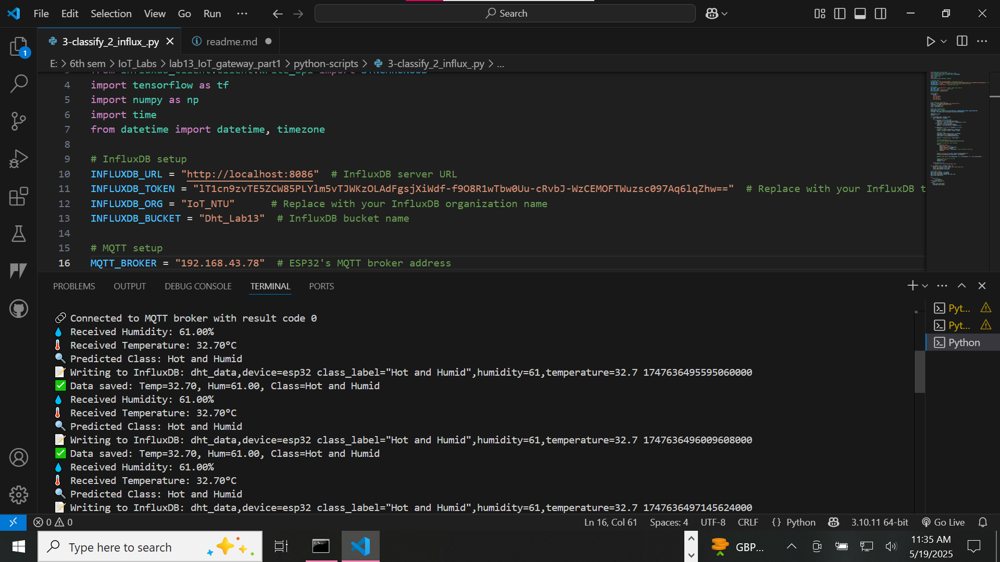 File Edit Selection View Go Run ··· Search
3-classify_2_influx_.py readme.md
1
E: > 6th sem > IoT_Labs > lab13_IoT_gateway_part1 > python-scripts > 3-classify_2_influx_.py > ...
4 import tensorflow as tf
5 import numpy as np
6 import time
7 from datetime import datetime, timezone
8
9 # InfluxDB setup
10 INFLUXDB_URL = "http://localhost:8086"  # InfluxDB server URL
11 INFLUXDB_TOKEN = "lT1cn9zvTE5ZCW85PLYlm5vTJWKzOLAdFgsjXiWdf-f9O8R1wTbw0Uu-cRvbJ-WzCEMOFTWuzsc097Aq6lqZhw=="  # Replace with your InfluxDB t
12 INFLUXDB_ORG = "IoT_NTU"      # Replace with your InfluxDB organization name
13 INFLUXDB_BUCKET = "Dht_Lab13"  # InfluxDB bucket name
14
15 # MQTT setup
16 MQTT_BROKER = "192.168.43.78"  # ESP32's MQTT broker address
PROBLEMS OUTPUT DEBUG CONSOLE TERMINAL PORTS
Pyt...
Pyt...
Python
Connected to MQTT broker with result code 0
Received Humidity: 61.00%
Received Temperature: 32.70°C
Predicted Class: Hot and Humid
Writing to InfluxDB: dht_data,device=esp32 class_label="Hot and Humid",humidity=61,temperature=32.7 1747636495595060000
Data saved: Temp=32.70, Hum=61.00, Class=Hot and Humid
Received Humidity: 61.00%
Received Temperature: 32.70°C
Predicted Class: Hot and Humid
Writing to InfluxDB: dht_data,device=esp32 class_label="Hot and Humid",humidity=61,temperature=32.7 1747636496009608000
Data saved: Temp=32.70, Hum=61.00, Class=Hot and Humid
Received Humidity: 61.00%
Received Temperature: 32.70°C
Predicted Class: Hot and Humid
Writing to InfluxDB: dht_data,device=esp32 class_label="Hot and Humid",humidity=61,temperature=32.7 1747636497145624000
0 0 Ln 16, Col 61 Spaces: 4 UTF-8 CRLF {} Python 3.10.11 64-bit Go Live
Type here to search GBP... 11:35 AM
5/19/2025